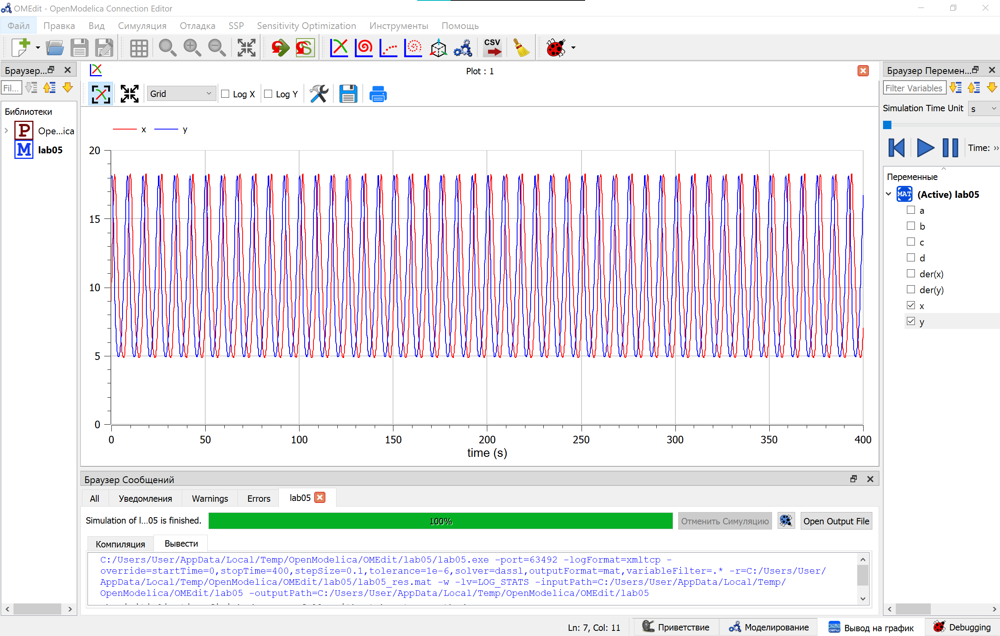 OMEdit - OpenModelica Connection Editor
Файл Правка Вид Симуляция Отладка SSP Sensitivity Optimization Инструменты Помощь
CSV
Браузер...
Plot : 1
Браузер Перемен...
Fil...
Grid
Log X
Log Y
Filter Variables
Simulation Time Unit s
Библиотеки
P Ope...ica
M lab05
Time: »
x y
Переменные
MAT (Active) lab05
a
b
c
d
der(x)
der(y)
x
y
20
15
10
5
0
0 50 100 150 200 250 300 350 400
time (s)
Браузер Сообщений
All Уведомления Warnings Errors lab05
Simulation of l...05 is finished. 100% Отменить Симуляцию Open Output File
Компиляция Вывести
C:/Users/User/AppData/Local/Temp/OpenModelica/OMEdit/lab05/lab05.exe -port=63492 -logFormat=xmltcp -
override=startTime=0,stopTime=400,stepSize=0.1,tolerance=1e-6,solver=dassl,outputFormat=mat,variableFilter=.* -r=C:/Users/User/
AppData/Local/Temp/OpenModelica/OMEdit/lab05/lab05_res.mat -w -lv=LOG_STATS -inputPath=C:/Users/User/AppData/Local/Temp/
OpenModelica/OMEdit/lab05 -outputPath=C:/Users/User/AppData/Local/Temp/OpenModelica/OMEdit/lab05
Ln: 7, Col: 11 Приветствие Моделирование Вывод на график Debugging